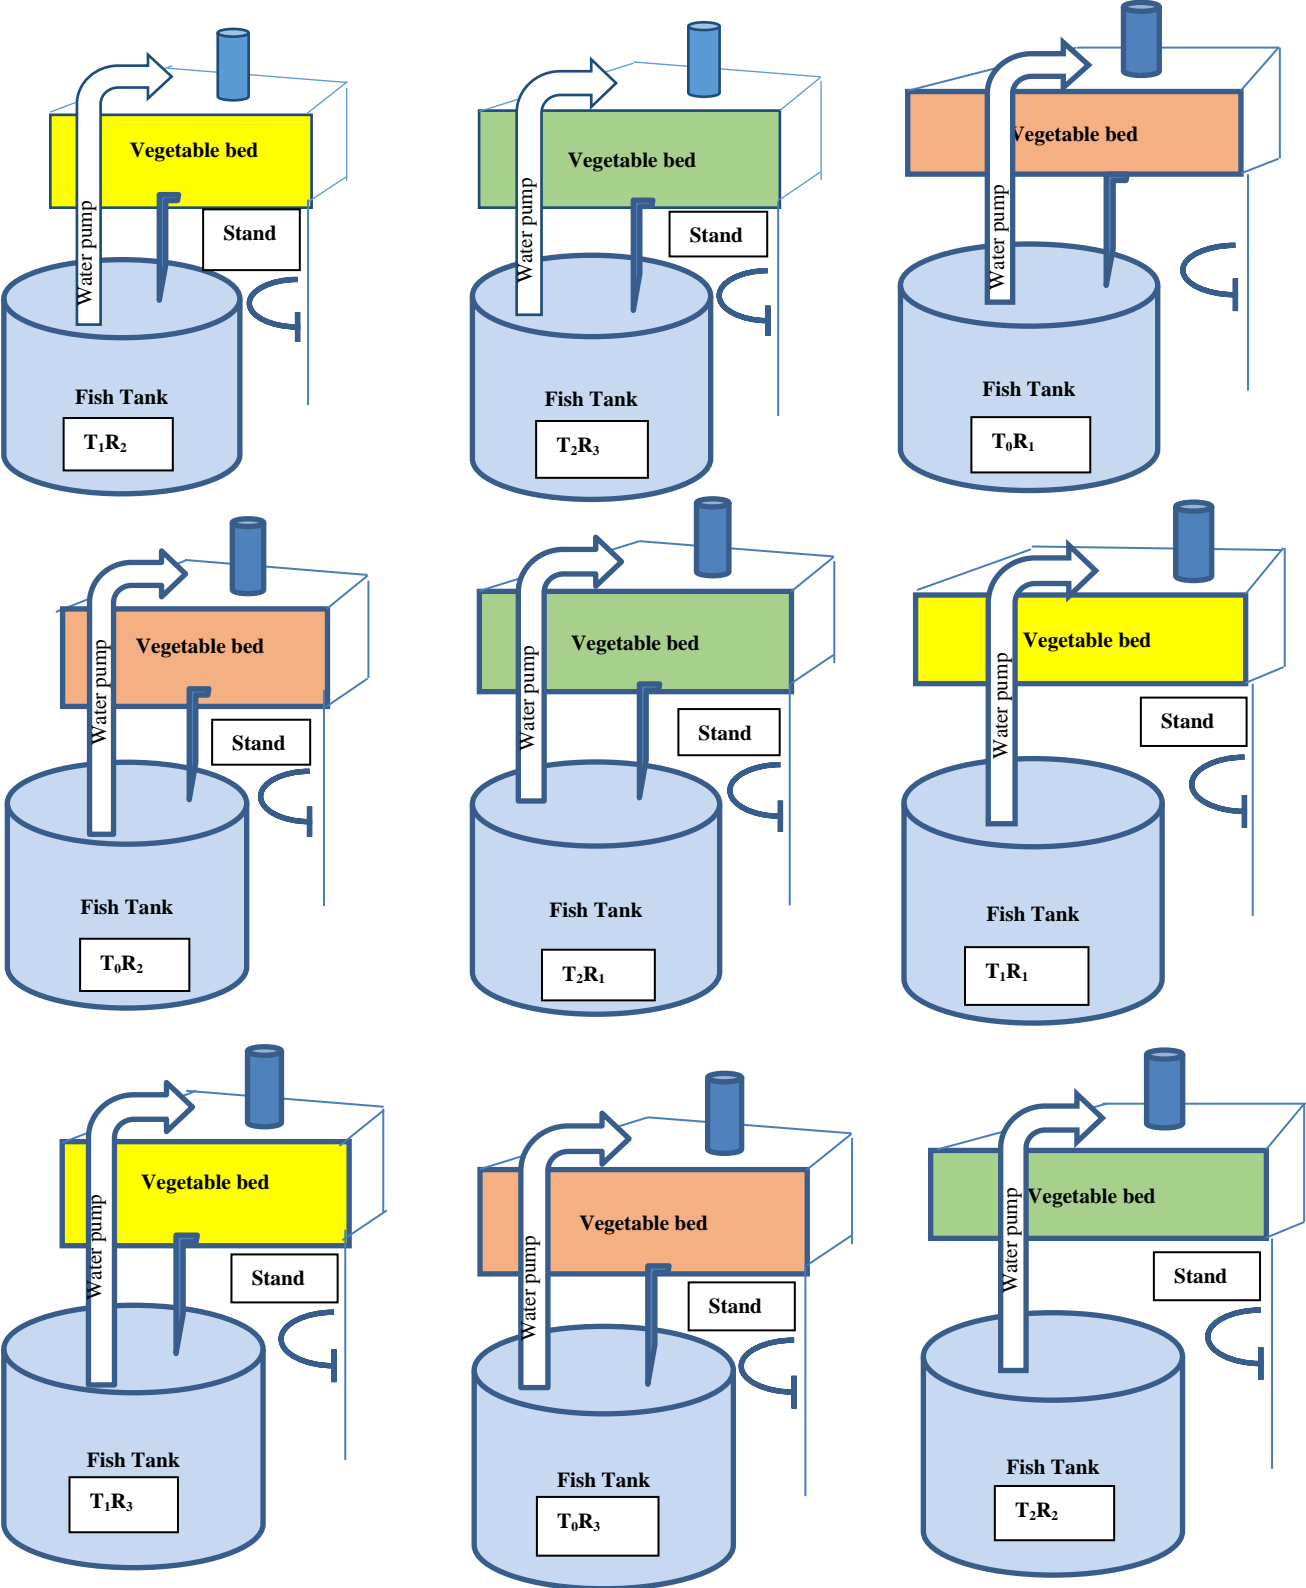 Vegetable bed
Water pump
Stand
Fish Tank
T₁R₂
Vegetable bed
Water pump
Stand
Fish Tank
T₂R₃
Vegetable bed
Water pump
Fish Tank
T₀R₁
Vegetable bed
Water pump
Stand
Fish Tank
T₀R₂
Vegetable bed
Water pump
Stand
Fish Tank
T₂R₁
Vegetable bed
Water pump
Stand
Fish Tank
T₁R₁
Vegetable bed
Water pump
Stand
Fish Tank
T₁R₃
Vegetable bed
Water pump
Stand
Fish Tank
T₀R₃
Vegetable bed
Water pump
Stand
Fish Tank
T₂R₂